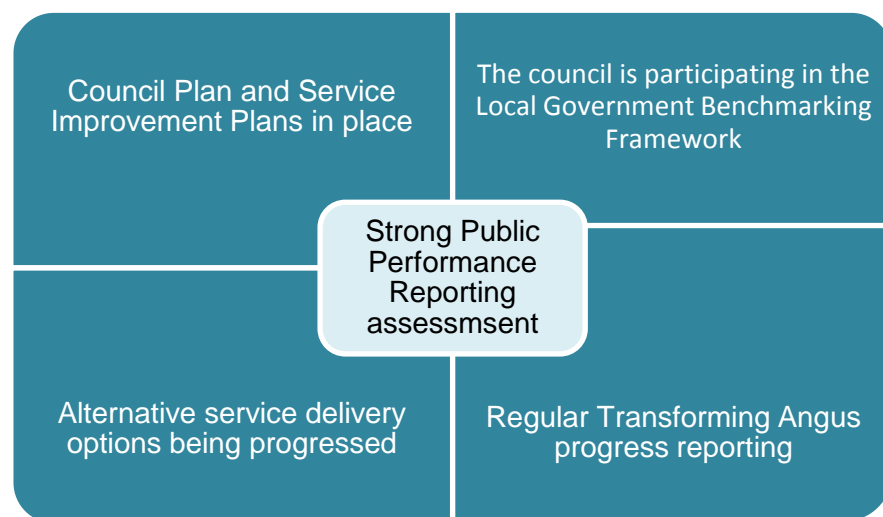 Council Plan and Service
Improvement Plans in place
The council is participating in the
Local Government Benchmarking
Framework
Strong Public
Performance
Reporting
assessmsent
Alternative service delivery
options being progressed
Regular Transforming Angus
progress reporting